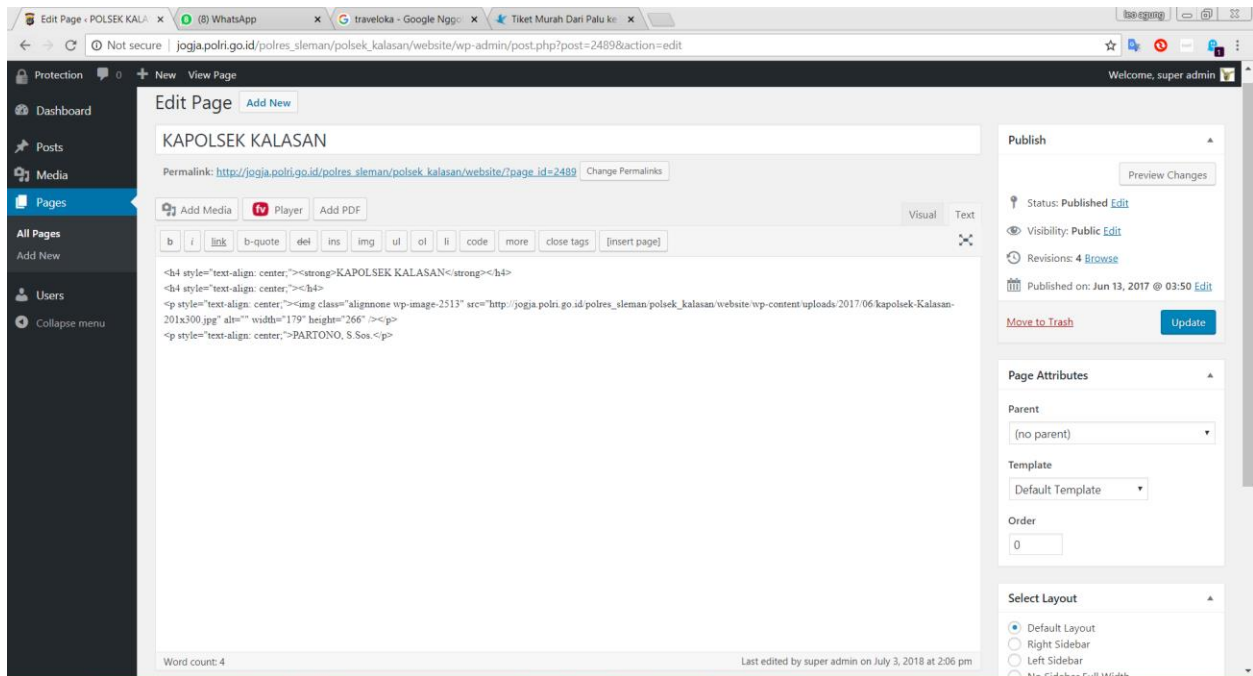 Edit Page ‹ POLSEK KALA
(8) WhatsApp
traveloka - Google Nggo
Tiket Murah Dari Palu ke
Not secure | jogja.polri.go.id/polres_sleman/polsek_kalasan/website/wp-admin/post.php?post=2489&action=edit
Protection 0 New View Page
Welcome, super admin
Dashboard
Posts
Media
Pages
All Pages
Add New
Users
Collapse menu
Edit Page Add New
KAPOLSEK KALASAN
Permalink: http://jogja.polri.go.id/polres_sleman/polsek_kalasan/website/?page_id=2489 Change Permalinks
Add Media fv Player Add PDF
Visual Text
b i link b-quote del ins img ul ol li code more close tags [insert page]
<h4 style="text-align: center;"><strong>KAPOLSEK KALASAN</strong></h4>
<h4 style="text-align: center;"></h4>
<p style="text-align: center;"><img class="alignnone wp-image-2513" src="http://jogja.polri.go.id/polres_sleman/polsek_kalasan/website/wp-content/uploads/2017/06/kapolsek-Kalasan-
201x300.jpg" alt="" width="179" height="266" /></p>
<p style="text-align: center;">PARTONO, S.Sos.</p>
Word count: 4
Last edited by super admin on July 3, 2018 at 2:06 pm
Publish
Preview Changes
Status: Published Edit
Visibility: Public Edit
Revisions: 4 Browse
Published on: Jun 13, 2017 @ 03:50 Edit
Move to Trash
Update
Page Attributes
Parent
(no parent)
Template
Default Template
Order
0
Select Layout
Default Layout
Right Sidebar
Left Sidebar
No Sidebar Full Width